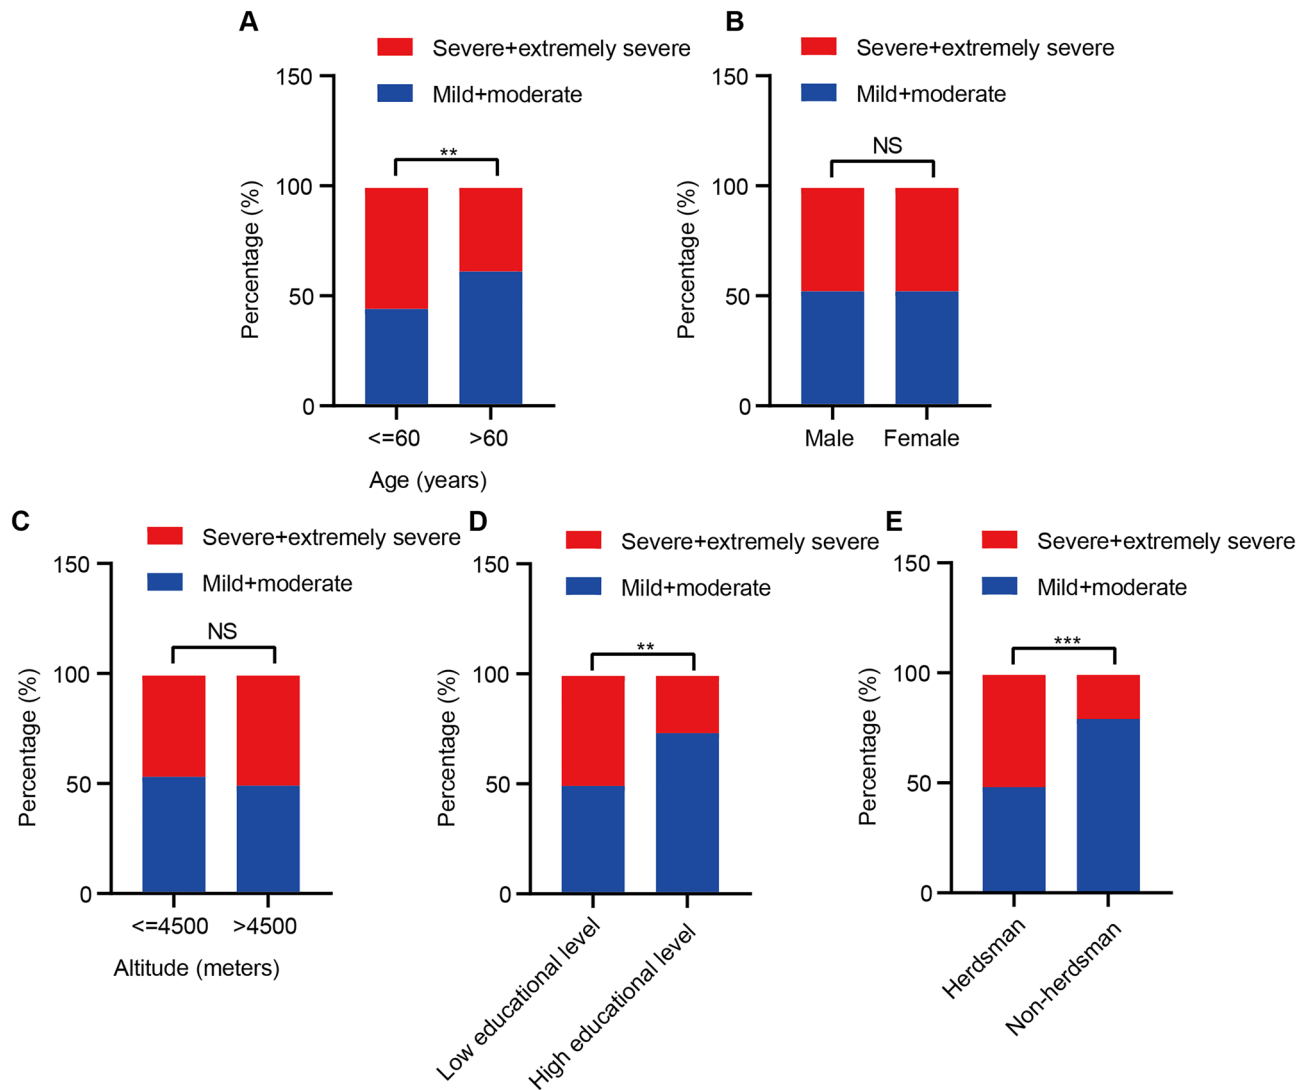 A
Severe+extremely severe
Mild+moderate
150
100
50
0
Percentage (%)
**
<=60
>60
Age (years)
B
Severe+extremely severe
Mild+moderate
150
100
50
0
Percentage (%)
NS
Male
Female
C
Severe+extremely severe
Mild+moderate
150
100
50
0
Percentage (%)
NS
<=4500
>4500
Altitude (meters)
D
Severe+extremely severe
Mild+moderate
150
100
50
0
Percentage (%)
**
Low educational level
High educational level
E
Severe+extremely severe
Mild+moderate
150
100
50
0
Percentage (%)
***
Herdsman
Non-herdsman